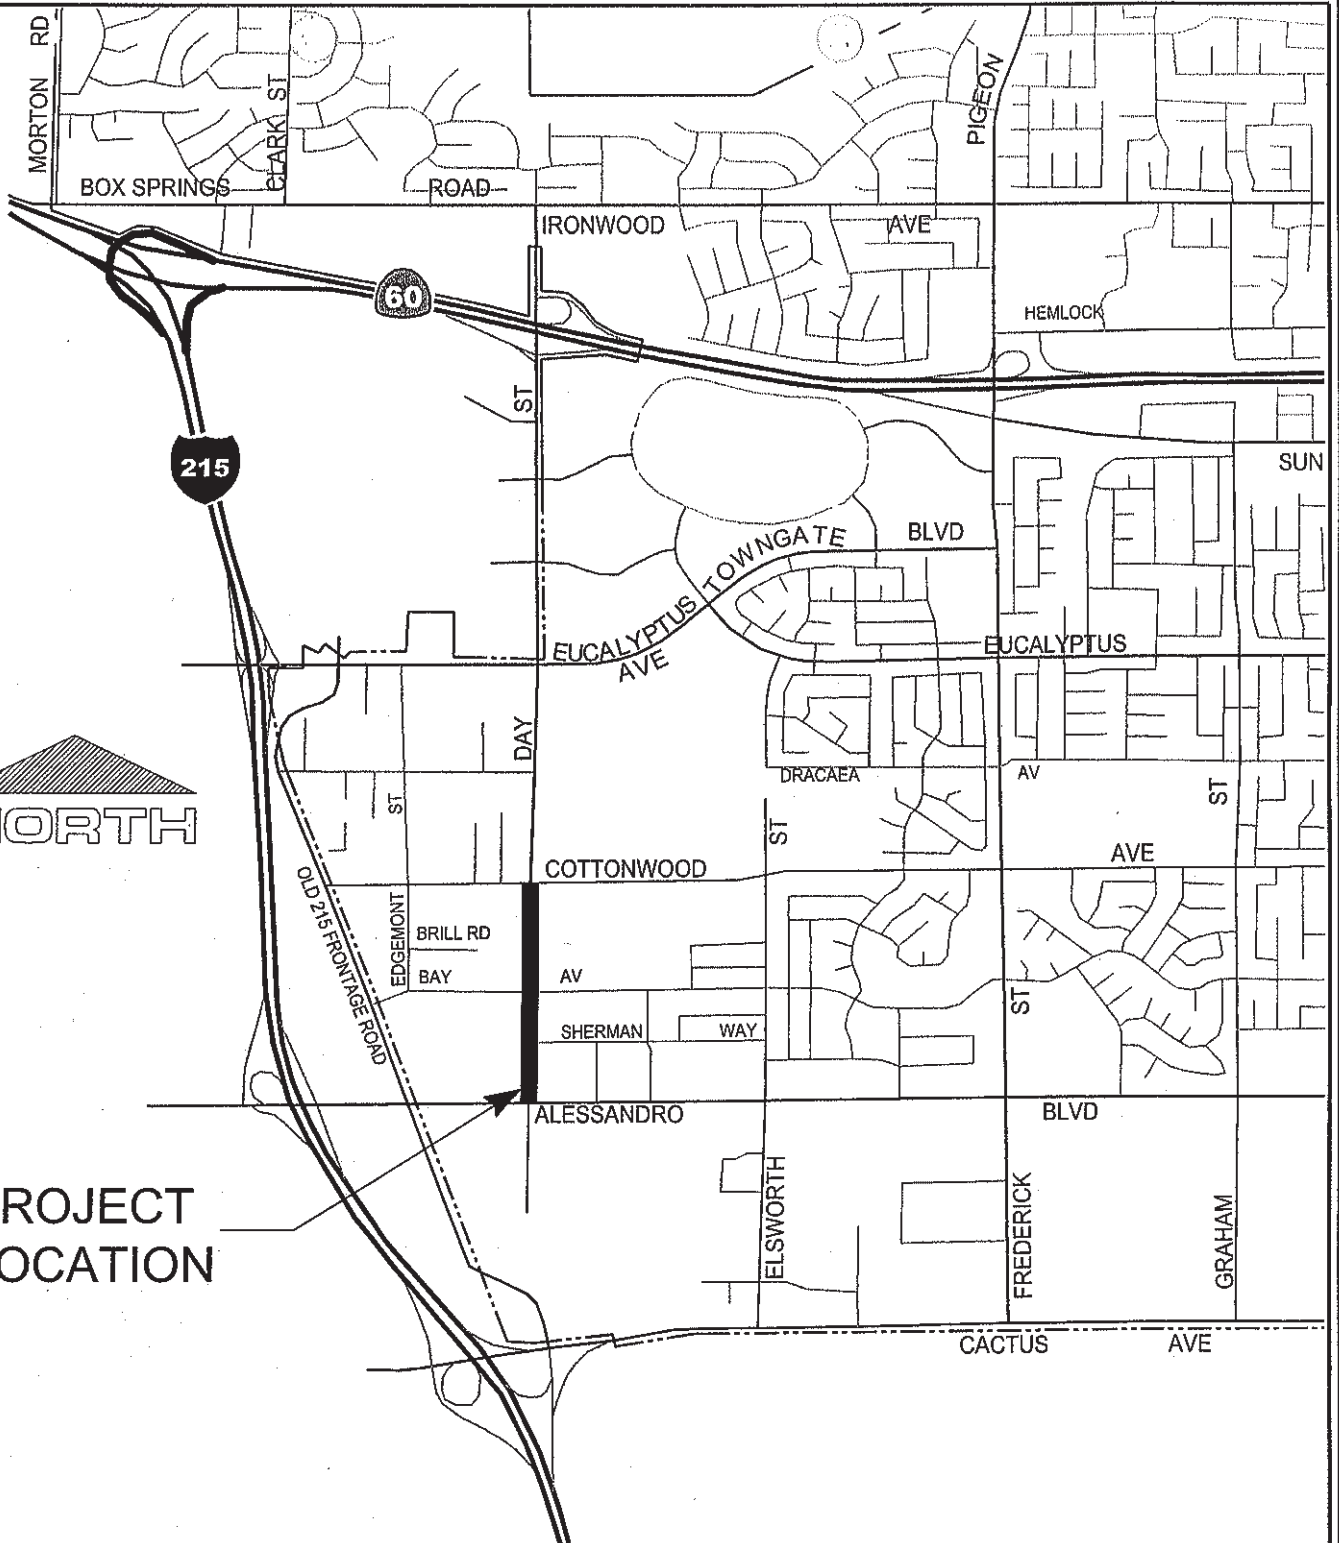 MORTON RD
CLARK ST
PIGEON
BOX SPRINGS ROAD
IRONWOOD AVE
60
HEMLOCK
ST
215
SUN
TOWNGATE BLVD
EUCALYPTUS
AVE
EUCALYPTUS
DAY
DRACAEA AV
ST
ST
ST
NORTH
COTTONWOOD AVE
OLD 215 FRONTAGE ROAD
EDGEMONT
BRILL RD
BAY AV
ST
SHERMAN WAY
ALESSANDRO BLVD
ROJECT
OCATION
ELSWORTH
FREDERICK
GRAHAM
CACTUS AVE